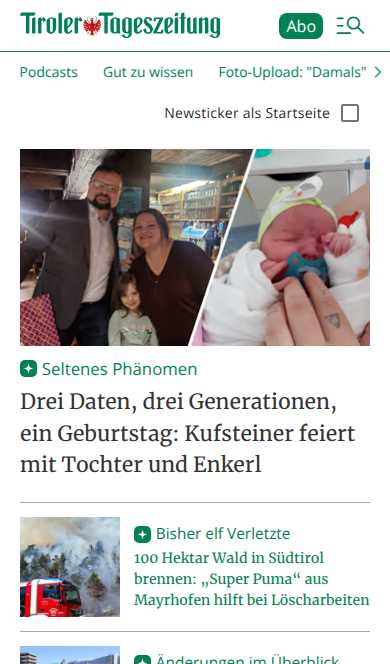 Tiroler Tageszeitung
Abo
Podcasts Gut zu wissen Foto-Upload: "Damals"
Newsticker als Startseite
Seltenes Phänomen
Drei Daten, drei Generationen,
ein Geburtstag: Kufsteiner feiert
mit Tochter und Enkerl
Bisher elf Verletzte
100 Hektar Wald in Südtirol
brennen: „Super Puma“ aus
Mayrhofen hilft bei Löscharbeiten
Änderungen im Überblick